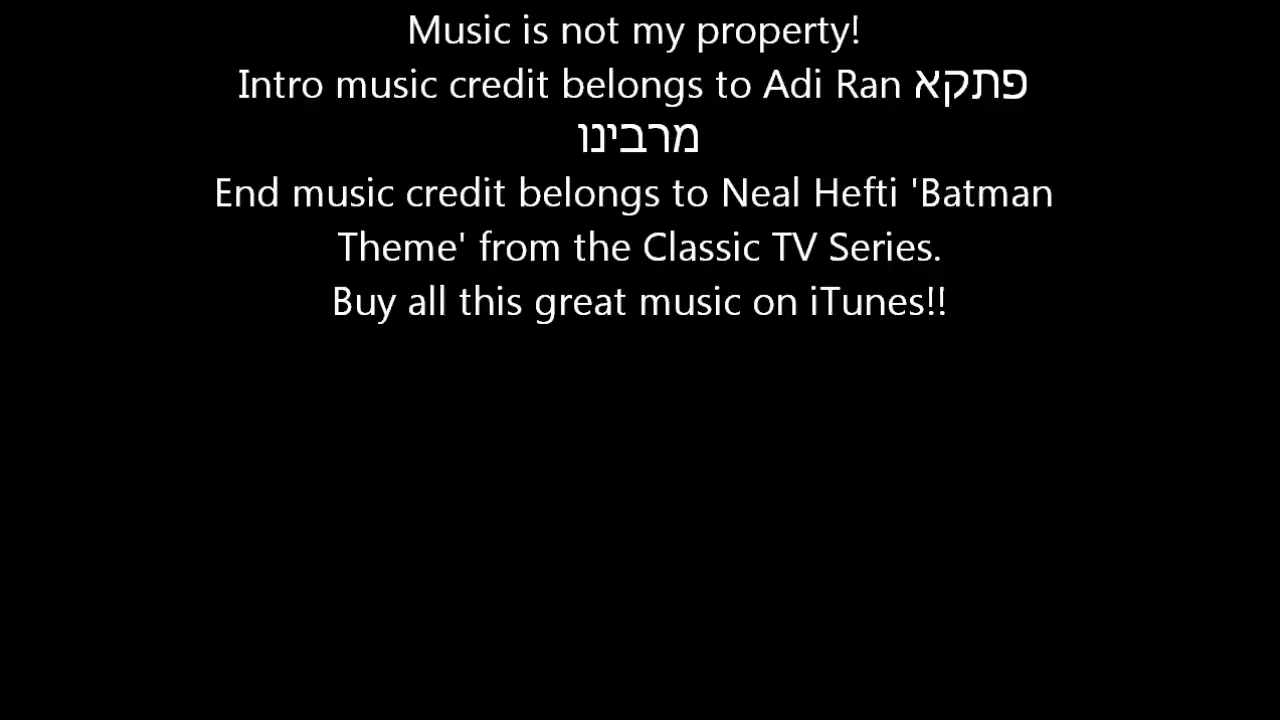 Music is not my property!
Intro music credit belongs to Adi Ran פתקא
מרבינו
End music credit belongs to Neal Hefti 'Batman
Theme' from the Classic TV Series.
Buy all this great music on iTunes!!